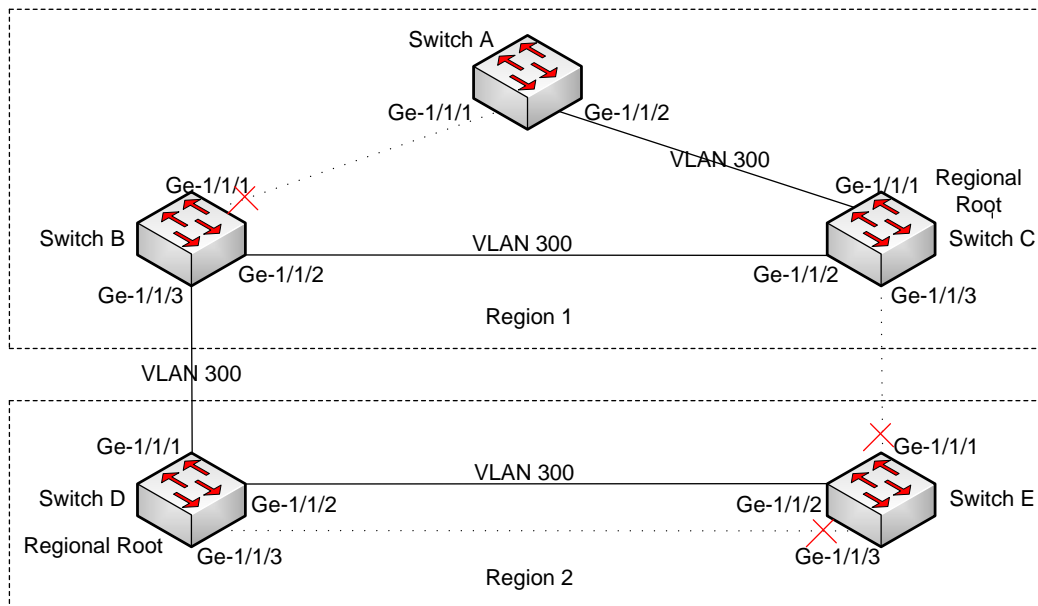 Switch A
Ge-1/1/1
Ge-1/1/2
VLAN 300
Ge-1/1/1
Ge-1/1/1
Regional
Root
Switch B
VLAN 300
Switch C
Ge-1/1/2
Ge-1/1/2
Ge-1/1/3
Ge-1/1/3
Region 1
VLAN 300
Ge-1/1/1
Ge-1/1/1
VLAN 300
Switch D
Ge-1/1/2
Ge-1/1/2
Switch E
Regional Root
Ge-1/1/3
Ge-1/1/3
Region 2